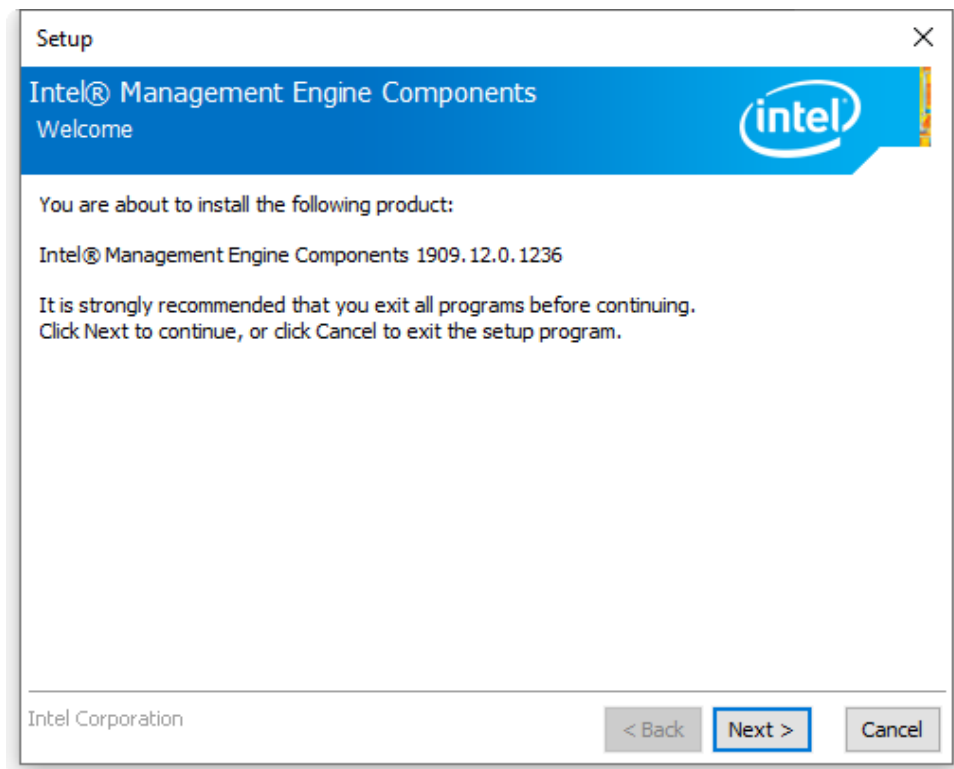 Setup
Intel® Management Engine Components
Welcome
intel
You are about to install the following product:
Intel® Management Engine Components 1909.12.0.1236
It is strongly recommended that you exit all programs before continuing.
Click Next to continue, or click Cancel to exit the setup program.
Intel Corporation
< Back Next > Cancel